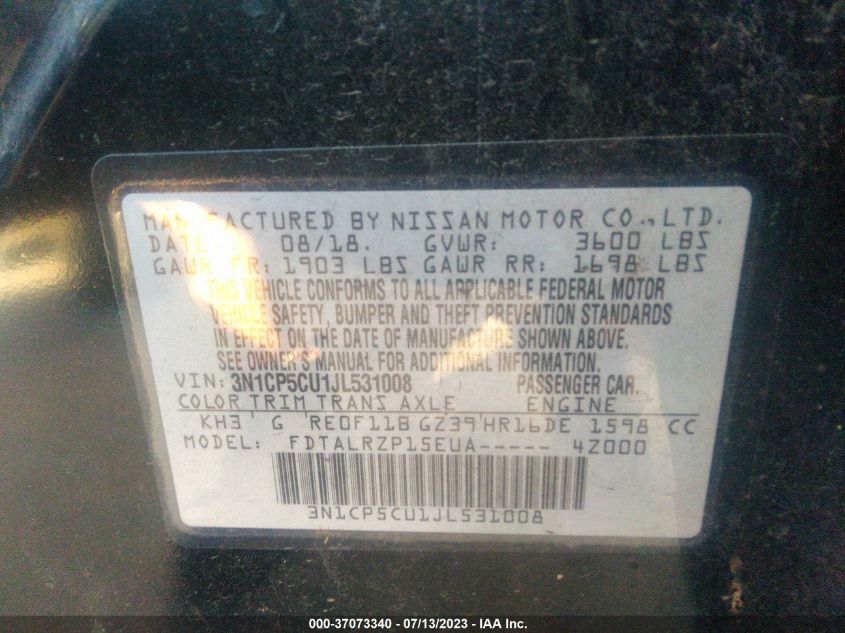 MANUFACTURED BY NISSAN MOTOR CO., LTD.
DATE: 08/18. GVWR: 3600 LBS
GAWR FR: 1903 LBS GAWR RR: 1698 LBS
THIS VEHICLE CONFORMS TO ALL APPLICABLE FEDERAL MOTOR
VEHICLE SAFETY, BUMPER AND THEFT PREVENTION STANDARDS
IN EFFECT ON THE DATE OF MANUFACTURE SHOWN ABOVE.
SEE OWNER'S MANUAL FOR ADDITIONAL INFORMATION.
VIN: 3N1CP5CU1JL531008 PASSENGER CAR.
COLOR TRIM TRANS AXLE ENGINE
KH3 G RE0F11B GZ39 HR16DE 1598 CC
MODEL: FDTALRZP15EUA----- 4Z000
3N1CP5CU1JL531008
000-37073340 - 07/13/2023 - IAA Inc.